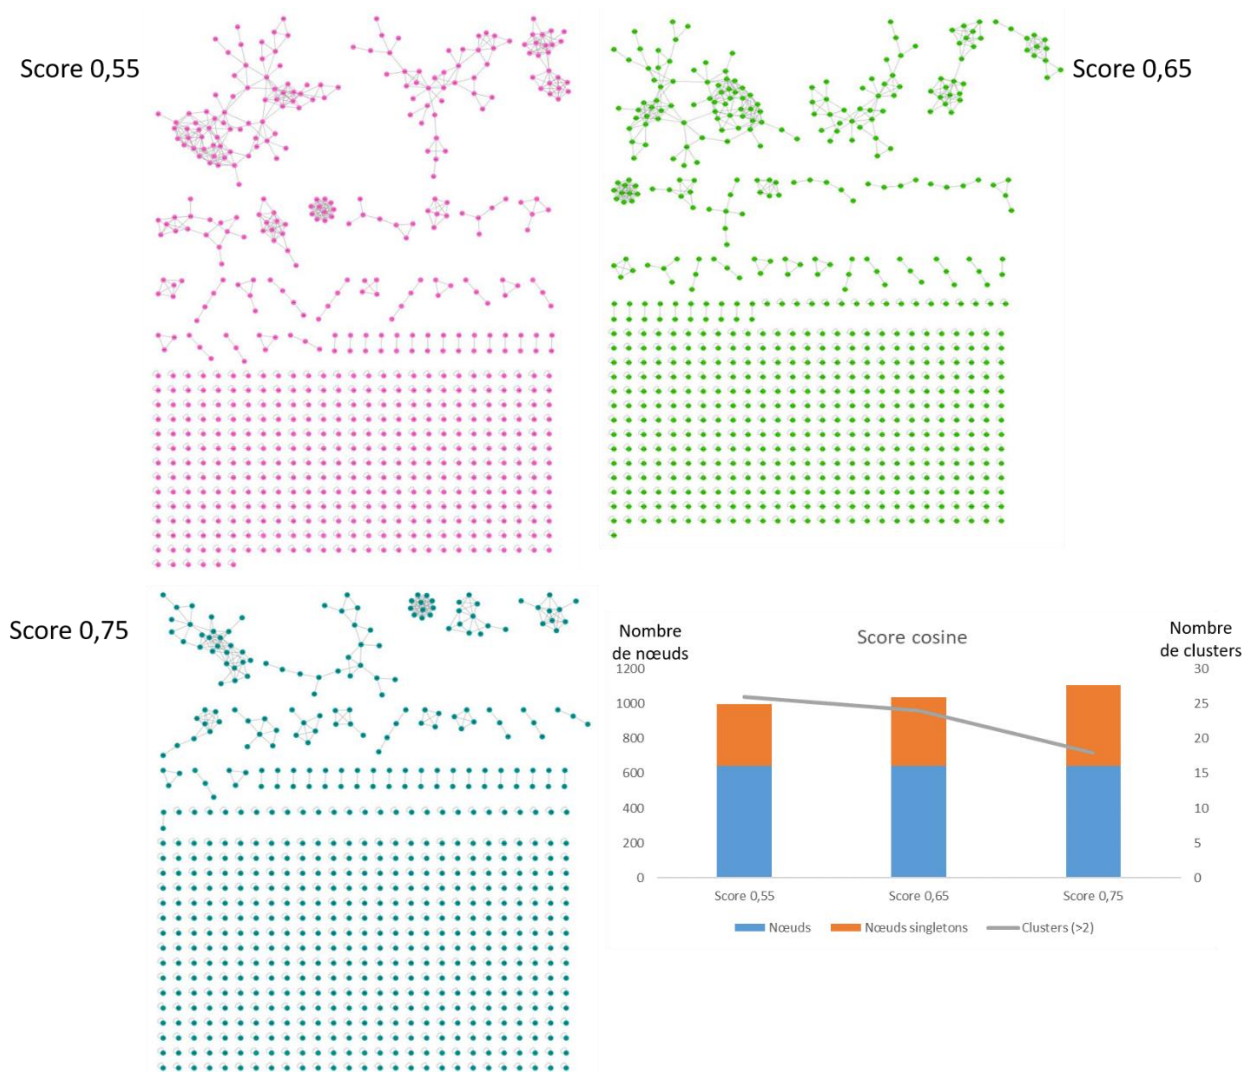 Score 0,55
Score 0,65
Score 0,75
Nombre
de nœuds
Score cosine
Nombre
de clusters
1200
1000
800
600
400
200
0
30
25
20
15
10
5
0
Score 0,55
Score 0,65
Score 0,75
Nœuds
Nœuds singletons
Clusters (>2)